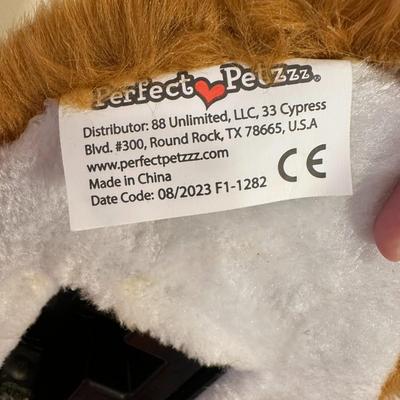 Perfect Petzzz®
Distributor: 88 Unlimited, LLC, 33 Cypress
Blvd. #300, Round Rock, TX 78665, U.S.A
www.perfectpetzzz.com
Made in China
Date Code: 08/2023 F1-1282
CE